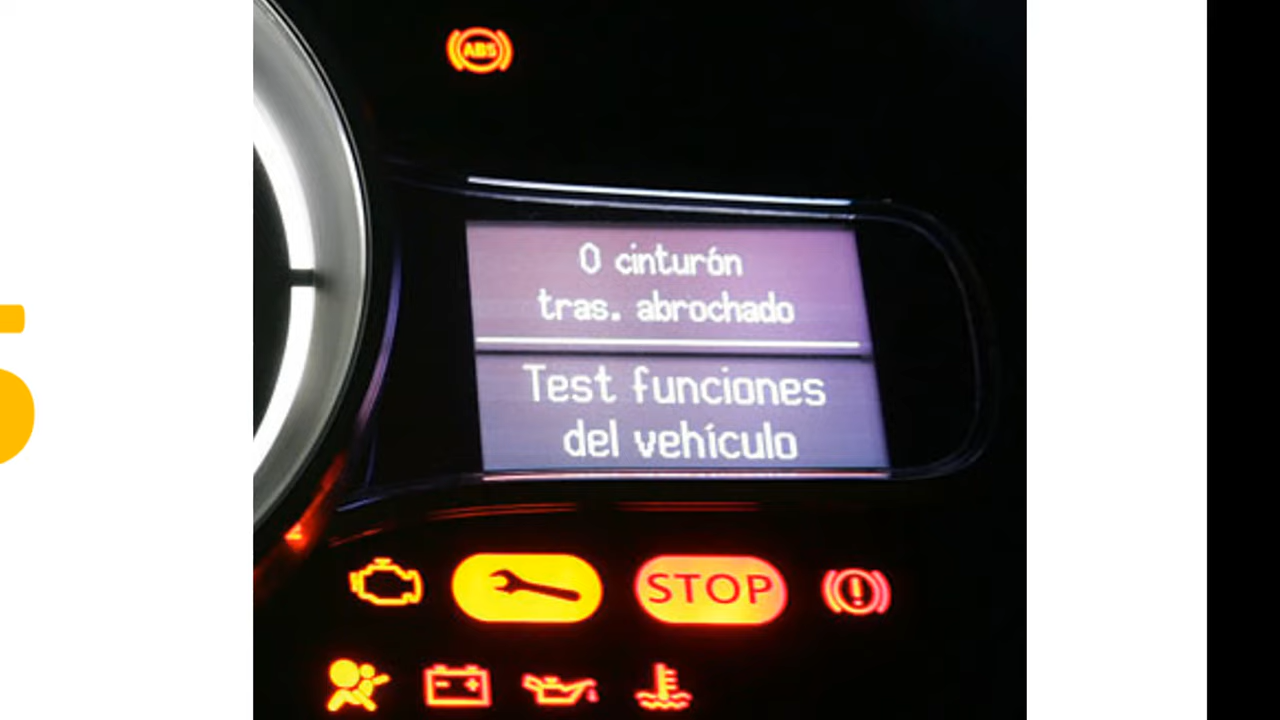 ABS
0 cinturón
tras. abrochado
Test funciones
del vehículo
STOP